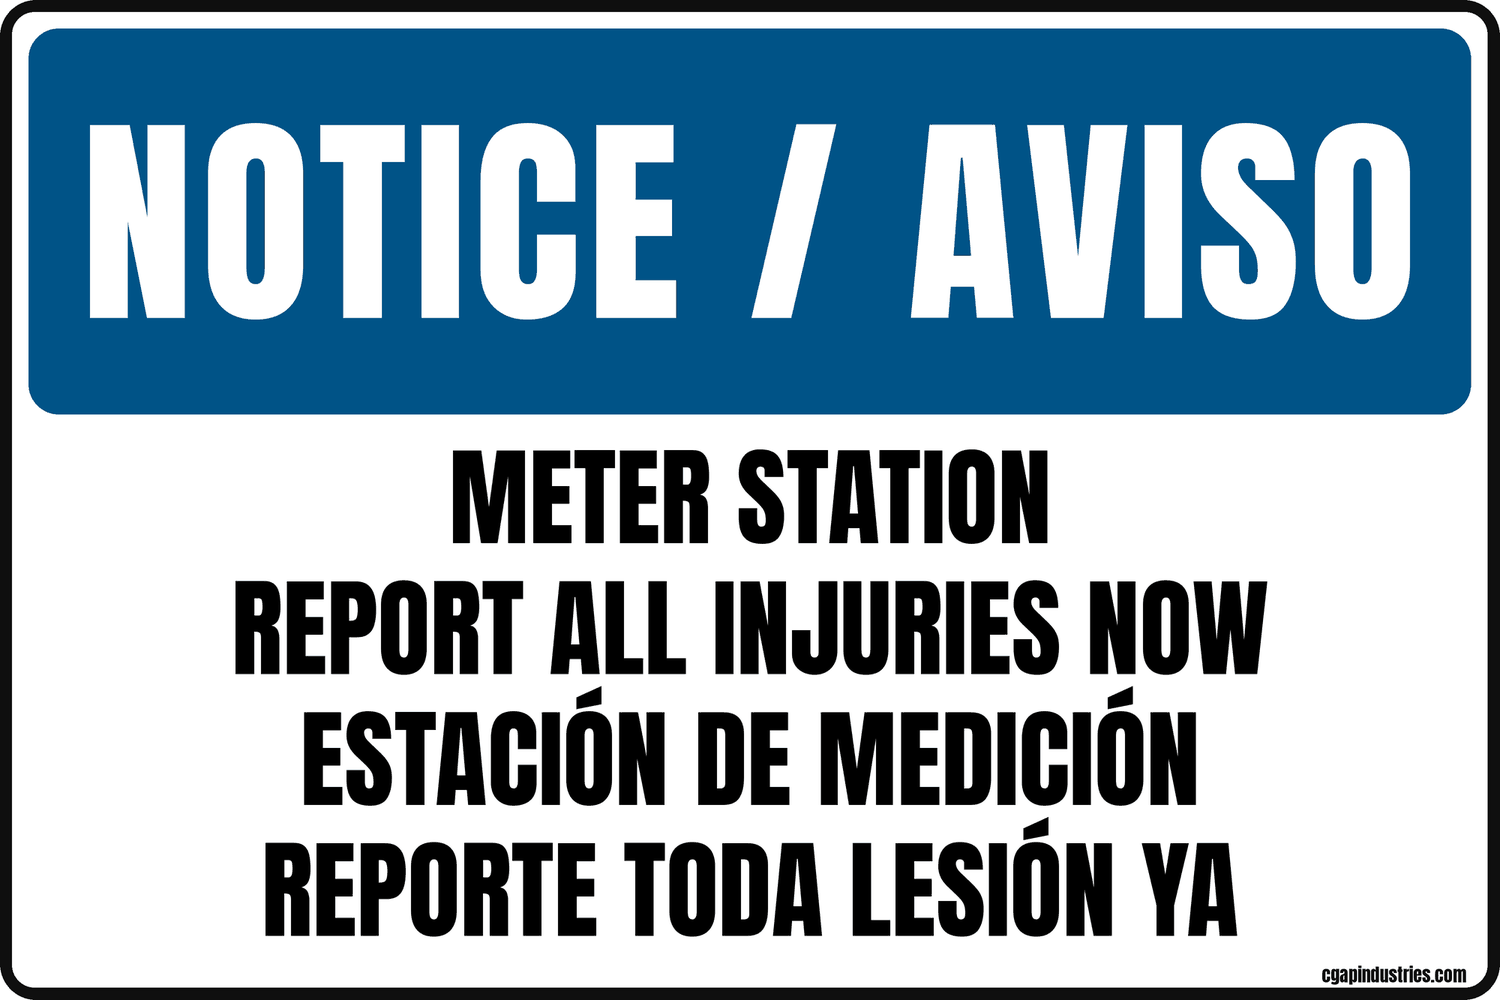 NOTICE / AVISO
METER STATION
REPORT ALL INJURIES NOW
ESTACIÓN DE MEDICIÓN
REPORTE TODA LESIÓN YA
cgapindustries.com